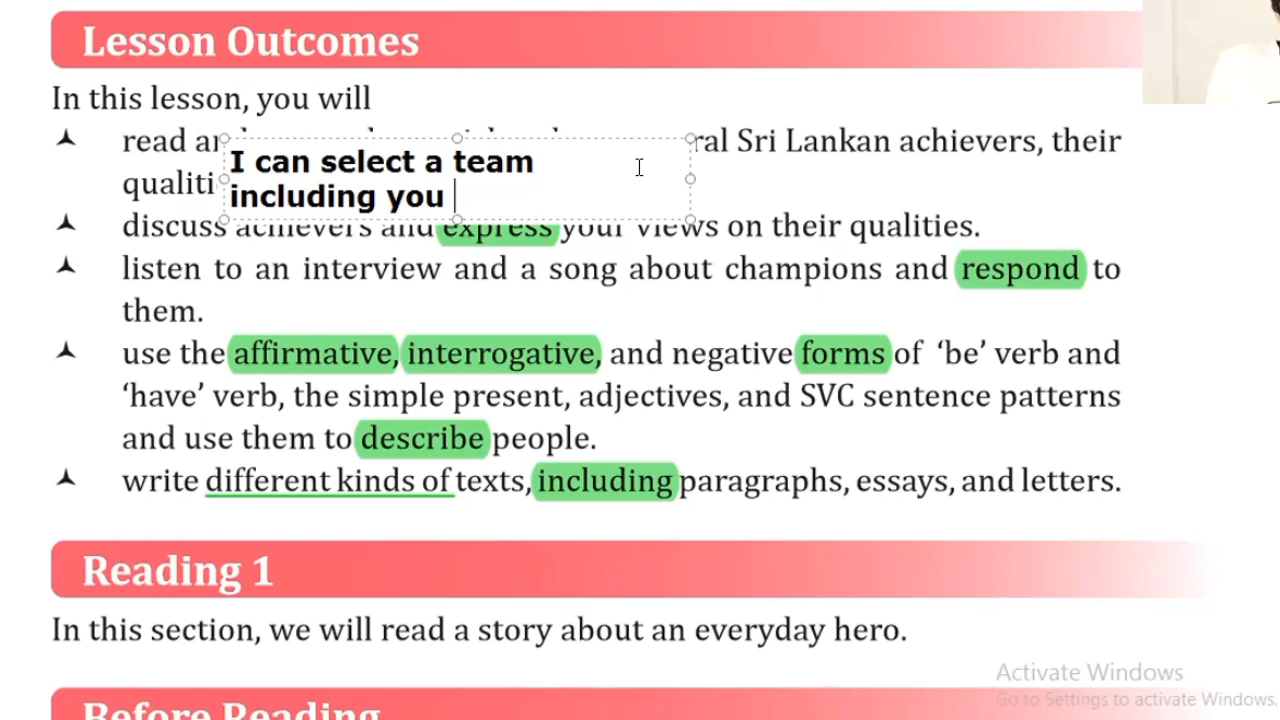 Lesson Outcomes
In this lesson, you will
read Sri Lankan achievers, their
I can select a team
including you
discuss achievers and express your views on their qualities.
listen to an interview and a song about champions and respond to
them.
use the affirmative, interrogative, and negative forms of ‘be’ verb and
‘have’ verb, the simple present, adjectives, and SVC sentence patterns
and use them to describe people.
write different kinds of texts, including paragraphs, essays, and letters.
Reading 1
In this section, we will read a story about an everyday hero.
Activate Windows
Go to Settings to activate Windows.
Before Reading